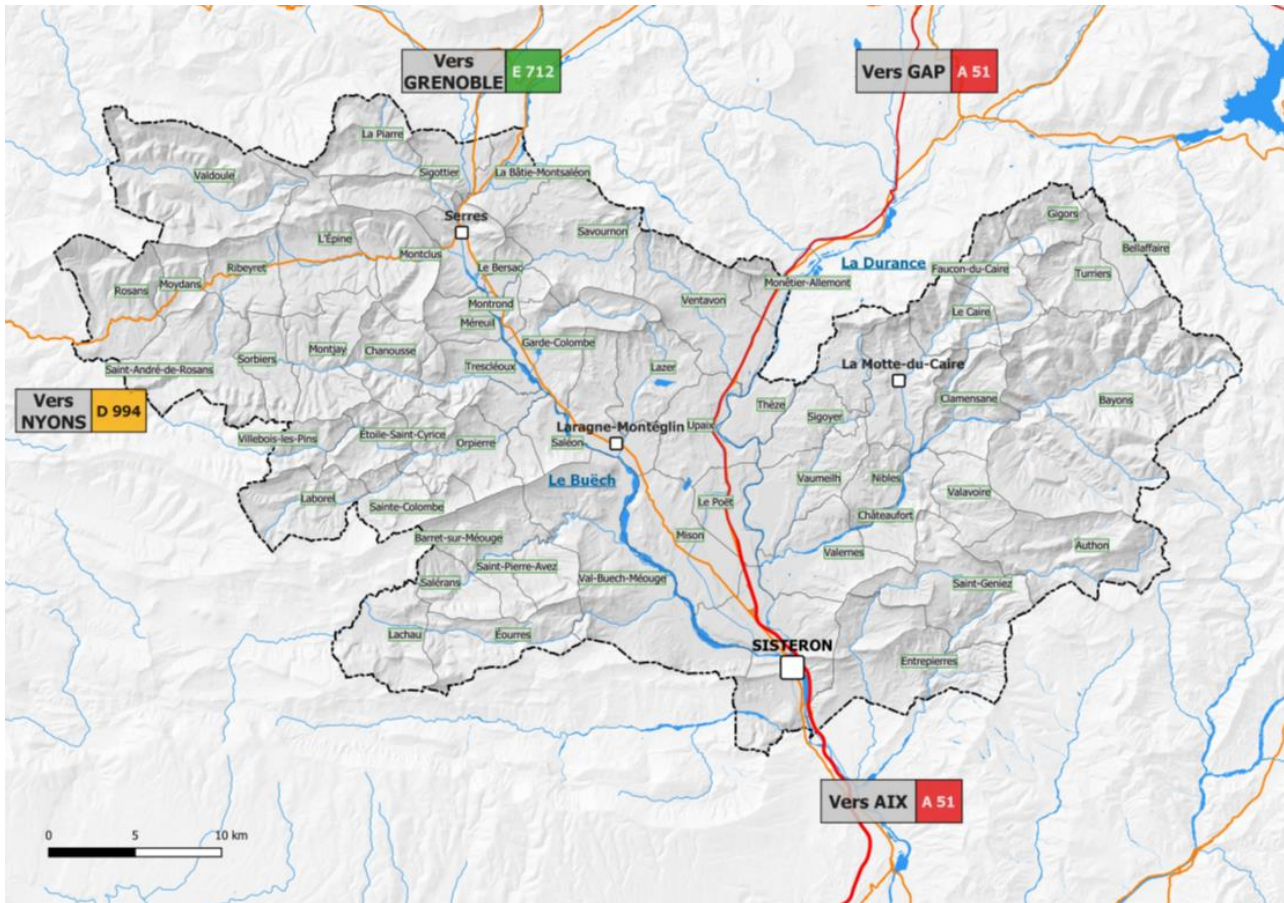 Vers
GRENOBLE
E 712
Vers GAP
A 51
La Piarre
Valdoule
Sigottier
La Bâtie-Montsaléon
Serres
Gigors
L'Épine
Savournon
Bellaffaire
Montclus
La Durance
Ribeyret
Le Bersac
Faucon-du-Caire
Turriers
Rosans
Moydans
Monêtier-Allemont
Montrond
Ventavon
Le Caire
Méreuil
Garde-Colombe
Montjay
Chanousse
Sorbiers
Saint-André-de-Rosans
Trescléoux
Lazer
La Motte-du-Caire
Vers
NYONS
D 994
Thèze
Clamensane
Bayons
Sigoyer
Laragne-Montéglin
Upaix
Villebois-les-Pins
Étoile-Saint-Cyrice
Orpierre
Saléon
Le Buëch
Vaumeilh
Nibles
Valavoire
Laborel
Sainte-Colombe
Le Poët
Châteaufort
Barret-sur-Méouge
Mison
Valernes
Authon
Saint-Pierre-Avez
Salérans
Val-Buech-Méouge
Saint-Geniez
Lachau
Éourres
SISTERON
Entrepierres
Vers AIX
A 51
0
5
10 km